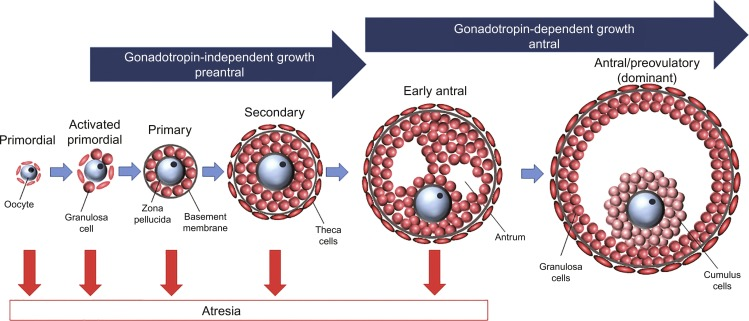 Gonadotropin-independent growth
preantral
Gonadotropin-dependent growth
antral
Primordial
Activated
primordial
Primary
Secondary
Early antral
Antral/preovulatory
(dominant)
Oocyte
Granulosa
cell
Zona
pellucida
Basement
membrane
Theca
cells
Antrum
Granulosa
cells
Cumulus
cells
Atresia